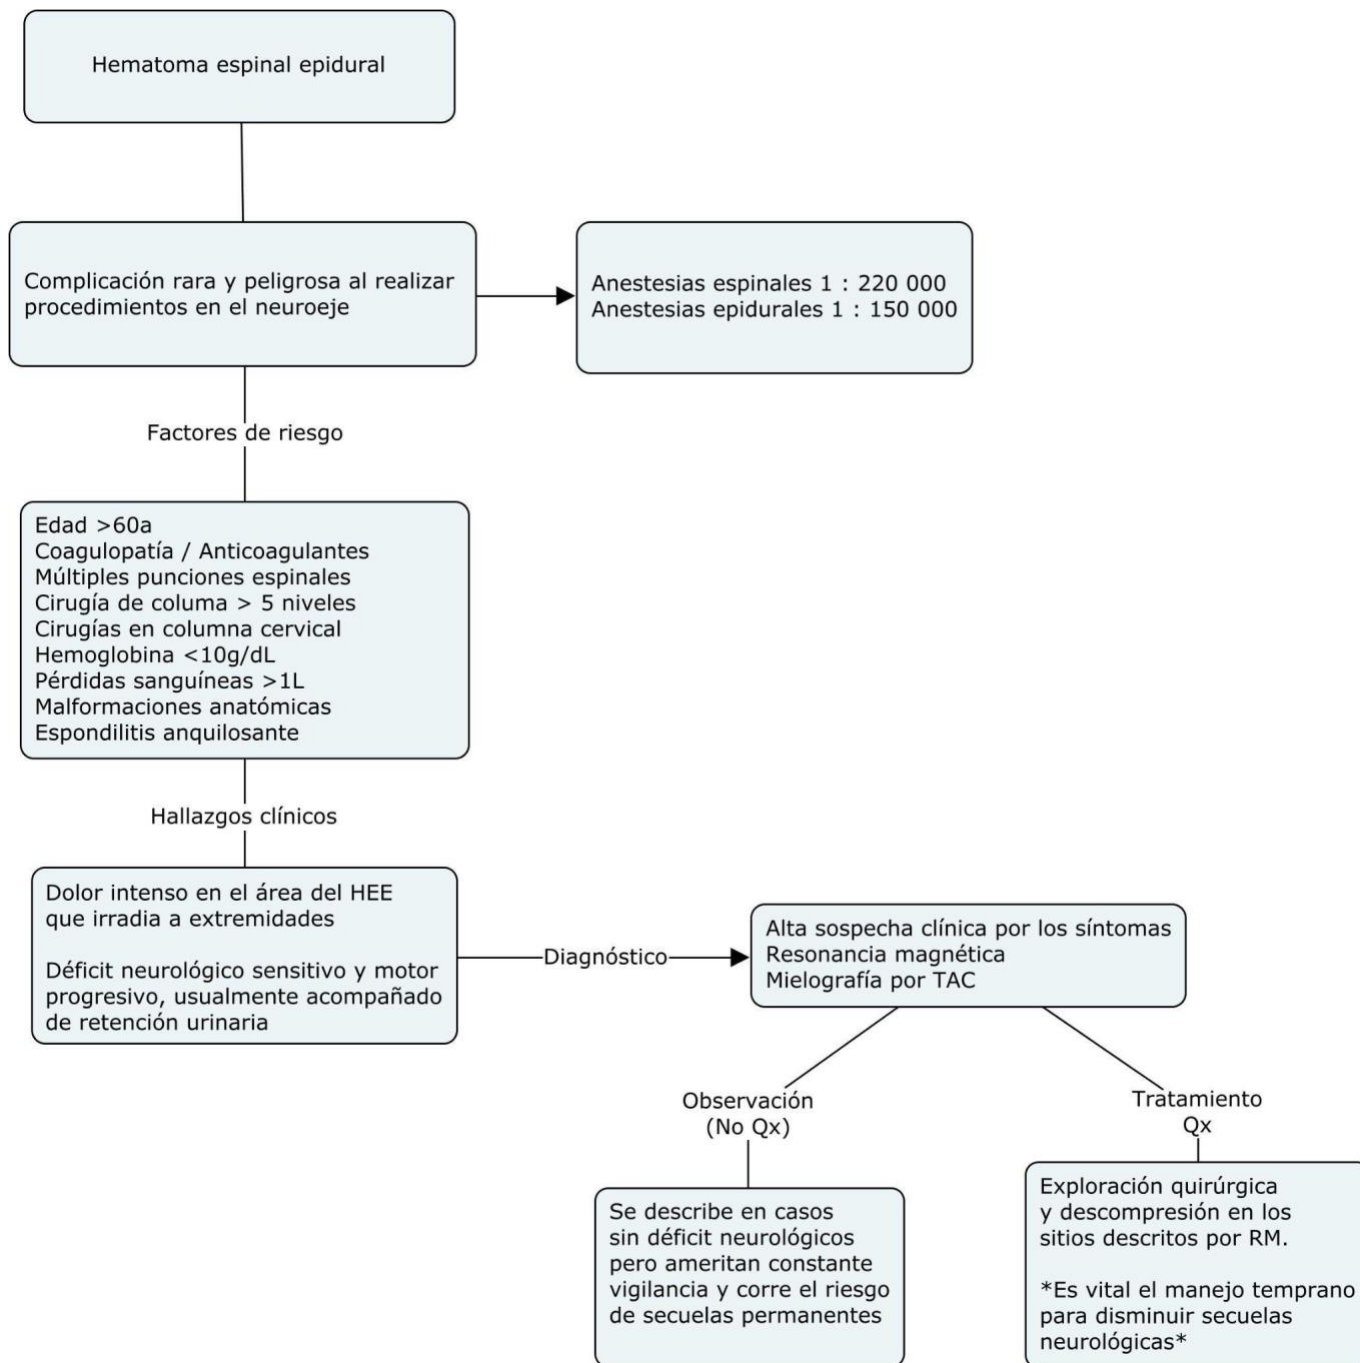 Hematoma espinal epidural
Complicación rara y peligrosa al realizar
procedimientos en el neuroeje
Anestesias espinales 1 : 220 000
Anestesias epidurales 1 : 150 000
Factores de riesgo
Edad >60a
Coagulopatía / Anticoagulantes
Múltiples punciones espinales
Cirugía de columa > 5 niveles
Cirugías en columna cervical
Hemoglobina <10g/dL
Pérdidas sanguíneas >1L
Malformaciones anatómicas
Espondilitis anquilosante
Hallazgos clínicos
Dolor intenso en el área del HEE
que irradia a extremidades
Déficit neurológico sensitivo y motor
progresivo, usualmente acompañado
de retención urinaria
Diagnóstico
Alta sospecha clínica por los síntomas
Resonancia magnética
Mielografía por TAC
Observación
(No Qx)
Se describe en casos
sin déficit neurológicos
pero ameritan constante
vigilancia y corre el riesgo
de secuelas permanentes
Tratamiento
Qx
Exploración quirúrgica
y descompresión en los
sitios descritos por RM.
*Es vital el manejo temprano
para disminuir secuelas
neurológicas*